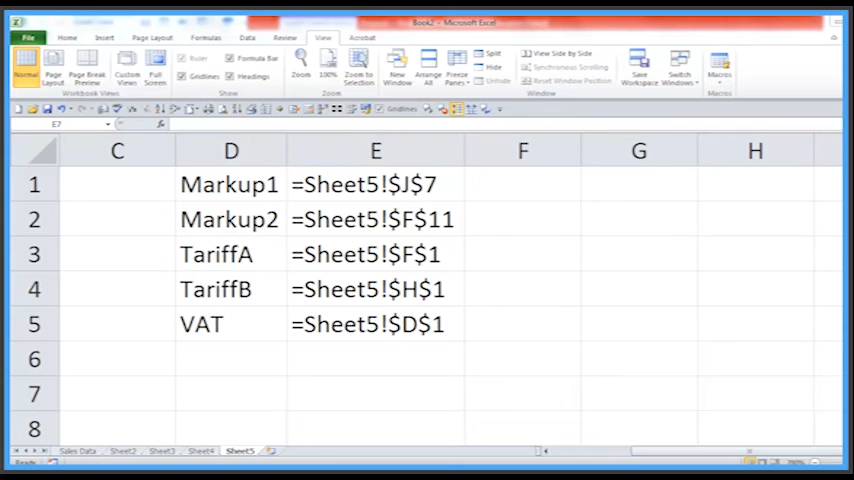 Book2 - Microsoft Excel
File Home Insert Page Layout Formulas Data Review View Acrobat
Normal Page Layout Page Break Preview Custom Views Full Screen
Workbook Views
Ruler Formula Bar
Gridlines Headings
Show
Zoom 100% Zoom to Selection
Zoom
New Window Arrange All Freeze Panes
Split
Hide
Unhide
View Side by Side
Synchronous Scrolling
Reset Window Position
Window
Save Workspace Switch Windows
Macros
Macros
Gridlines
E7 fx
C D E F G H
1 Markup1 =Sheet5!$J$7
2 Markup2 =Sheet5!$F$11
3 TariffA =Sheet5!$F$1
4 TariffB =Sheet5!$H$1
5 VAT =Sheet5!$D$1
6
7
8
Sales Data Sheet2 Sheet3 Sheet4 Sheet5
Ready